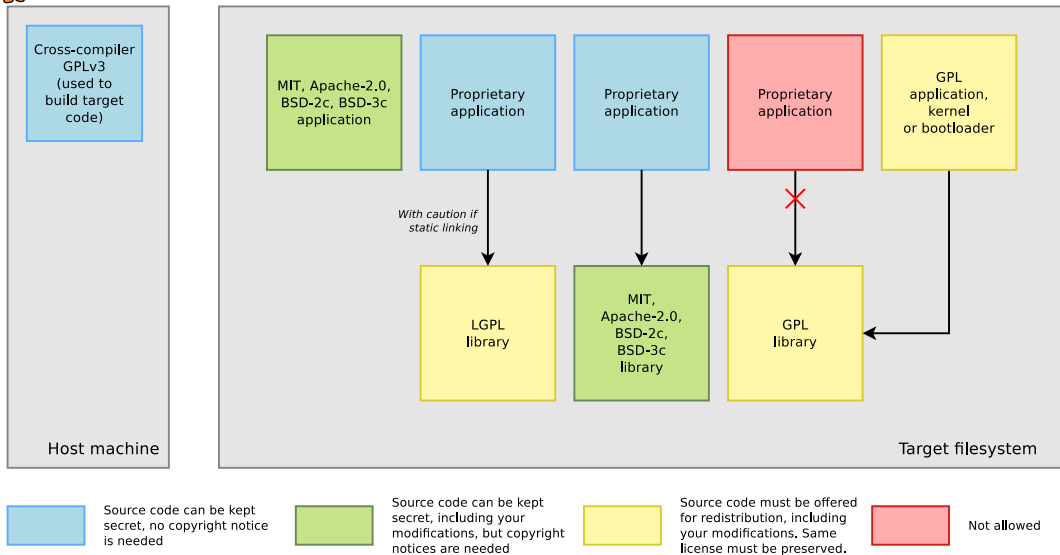 Cross-compiler
GPLv3
(used to
build target
code)
MIT, Apache-2.0,
BSD-2c, BSD-3c
application
Proprietary
application
Proprietary
application
Proprietary
application
GPL
application,
kernel
or bootloader
With caution if
static linking
LGPL
library
MIT,
Apache-2.0,
BSD-2c,
BSD-3c
library
GPL
library
Host machine
Target filesystem
Source code can be kept
secret, no copyright notice
is needed
Source code can be kept
secret, including your
modifications, but copyright
notices are needed
Source code must be offered
for redistribution, including
your modifications. Same
license must be preserved.
Not allowed